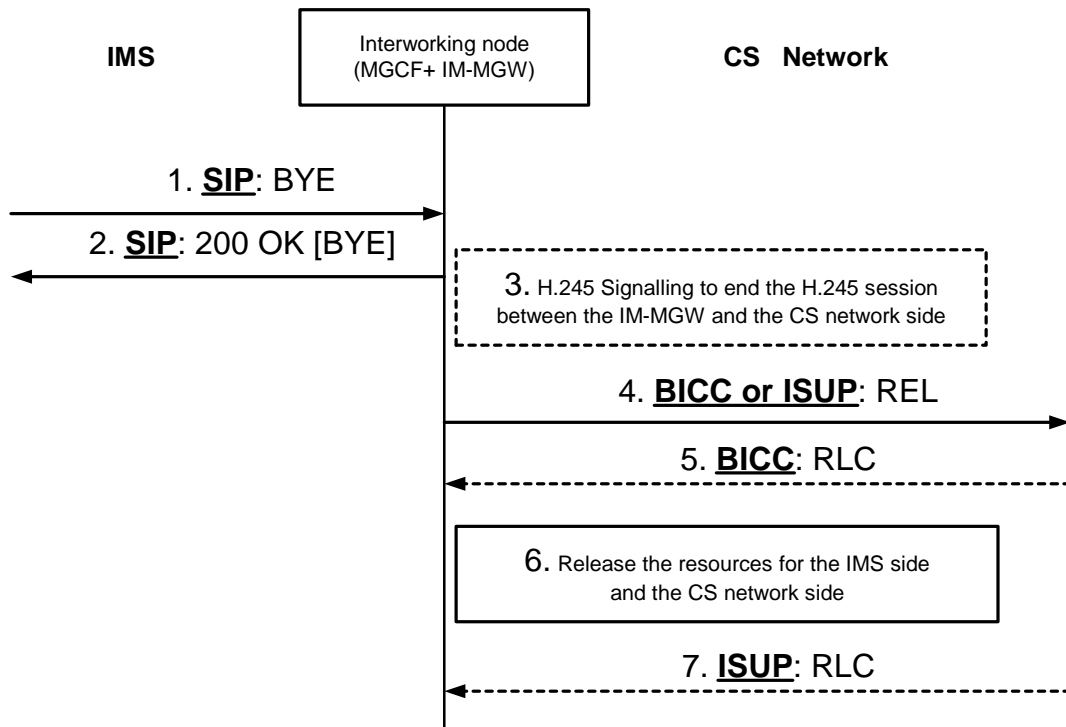 IMS
Interworking node
(MGCF+ IM-MGW)
CS Network
1. SIP: BYE
2. SIP: 200 OK [BYE]
3. H.245 Signalling to end the H.245 session
between the IM-MGW and the CS network side
4. BICC or ISUP: REL
5. BICC: RLC
6. Release the resources for the IMS side
and the CS network side
7. ISUP: RLC